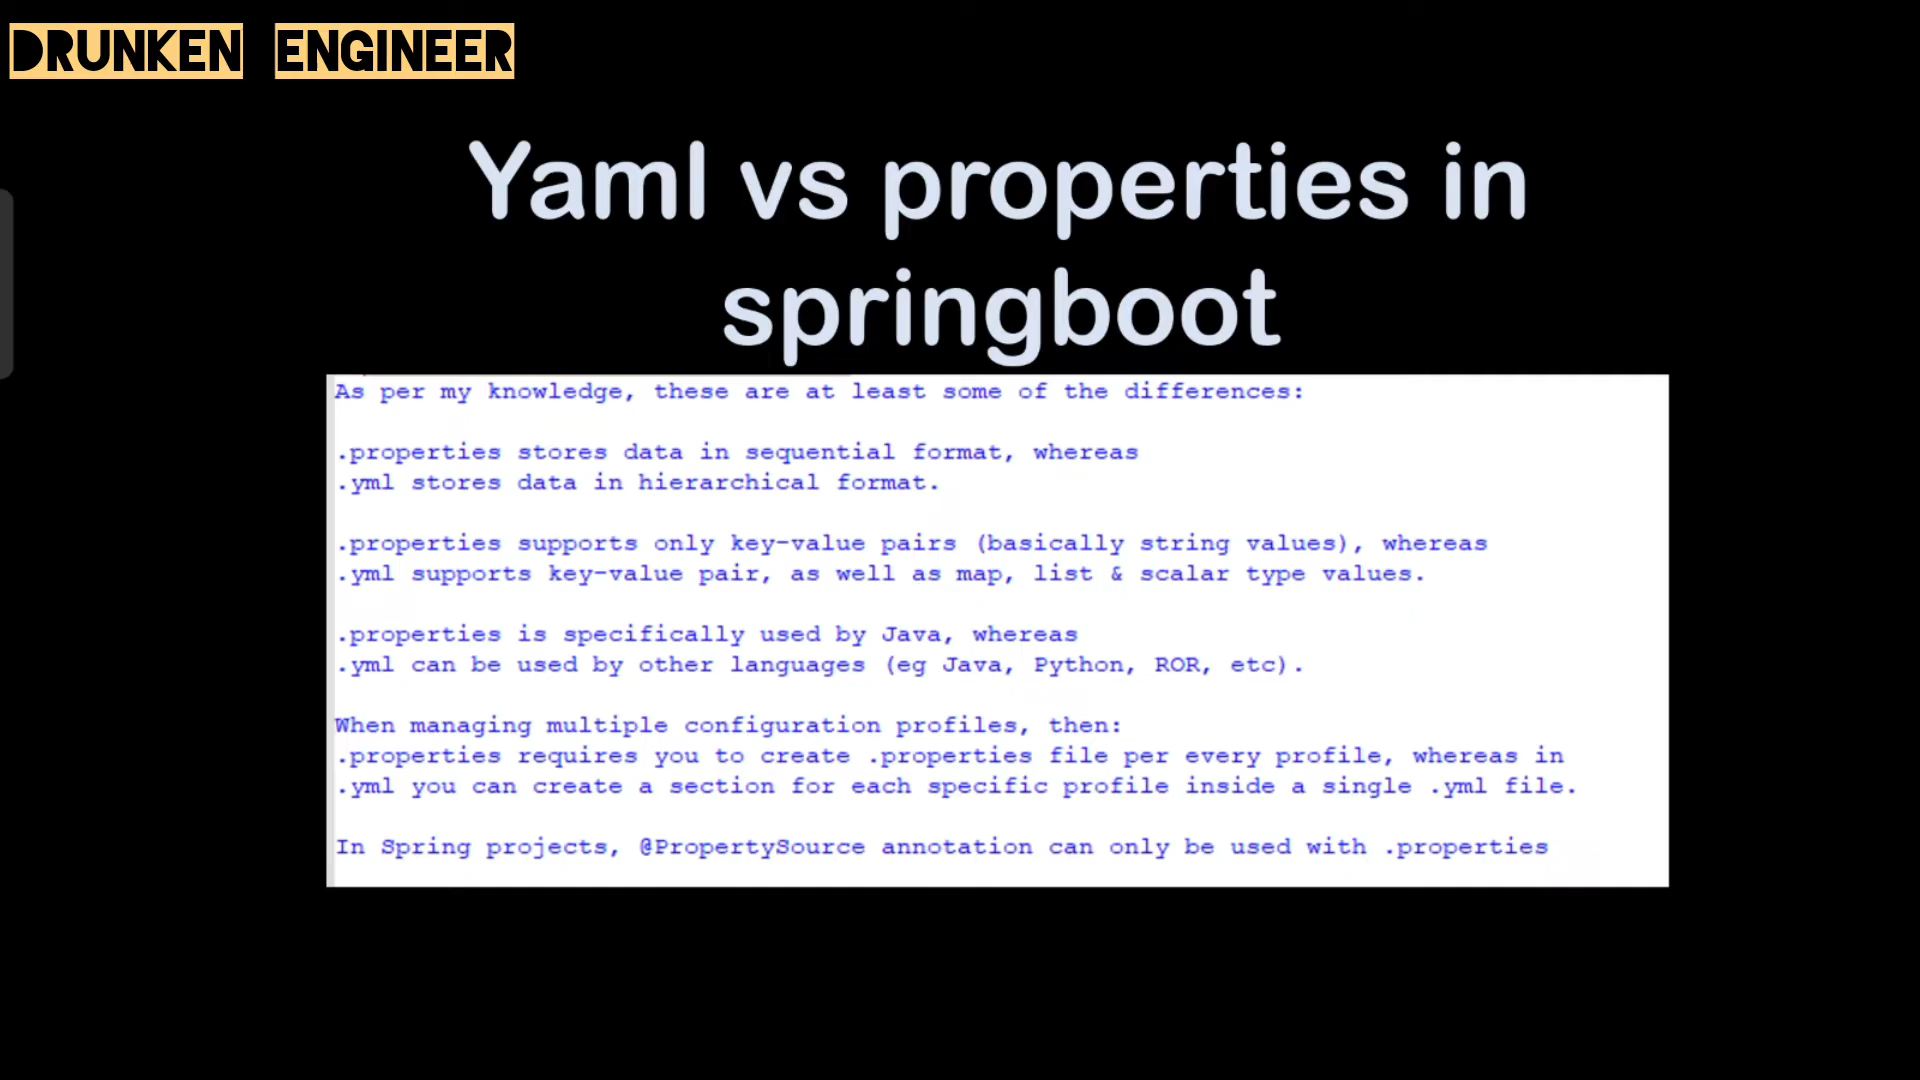 DRUNKEN ENGINEER
Yaml vs properties in
springboot
As per my knowledge, these are at least some of the differences:
.properties stores data in sequential format, whereas
.yml stores data in hierarchical format.
.properties supports only key-value pairs (basically string values), whereas
.yml supports key-value pair, as well as map, list & scalar type values.
.properties is specifically used by Java, whereas
.yml can be used by other languages (eg Java, Python, ROR, etc).
When managing multiple configuration profiles, then:
.properties requires you to create .properties file per every profile, whereas in
.yml you can create a section for each specific profile inside a single .yml file.
In Spring projects, @PropertySource annotation can only be used with .properties